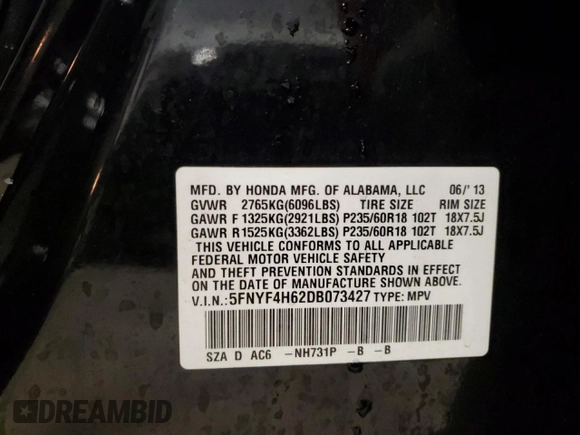 MFD. BY HONDA MFG. OF ALABAMA, LLC 06/'13
GVWR 2765KG(6096LBS) TIRE SIZE RIM SIZE
GAWR F 1325KG(2921LBS) P235/60R18 102T 18X7.5J
GAWR R1525KG(3362LBS) P235/60R18 102T 18X7.5J
THIS VEHICLE CONFORMS TO ALL APPLICABLE
FEDERAL MOTOR VEHICLE SAFETY
AND THEFT PREVENTION STANDARDS IN EFFECT
ON THE DATE OF MANUFACTURE SHOWN ABOVE.
V.I.N.:5FNYF4H62DB073427 TYPE: MPV
SZA D AC6 -NH731P -B -B
DREAMBID